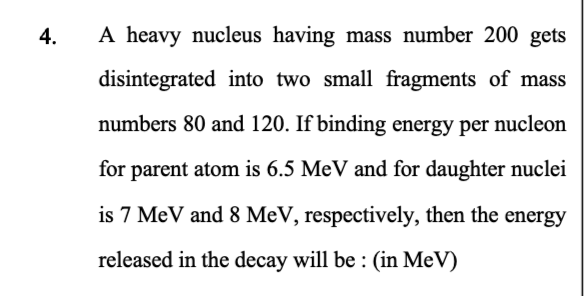 4. A heavy nucleus having mass number 200 gets
disintegrated into two small fragments of mass
numbers 80 and 120. If binding energy per nucleon
for parent atom is 6.5 MeV and for daughter nuclei
is 7 MeV and 8 MeV, respectively, then the energy
released in the decay will be : (in MeV)